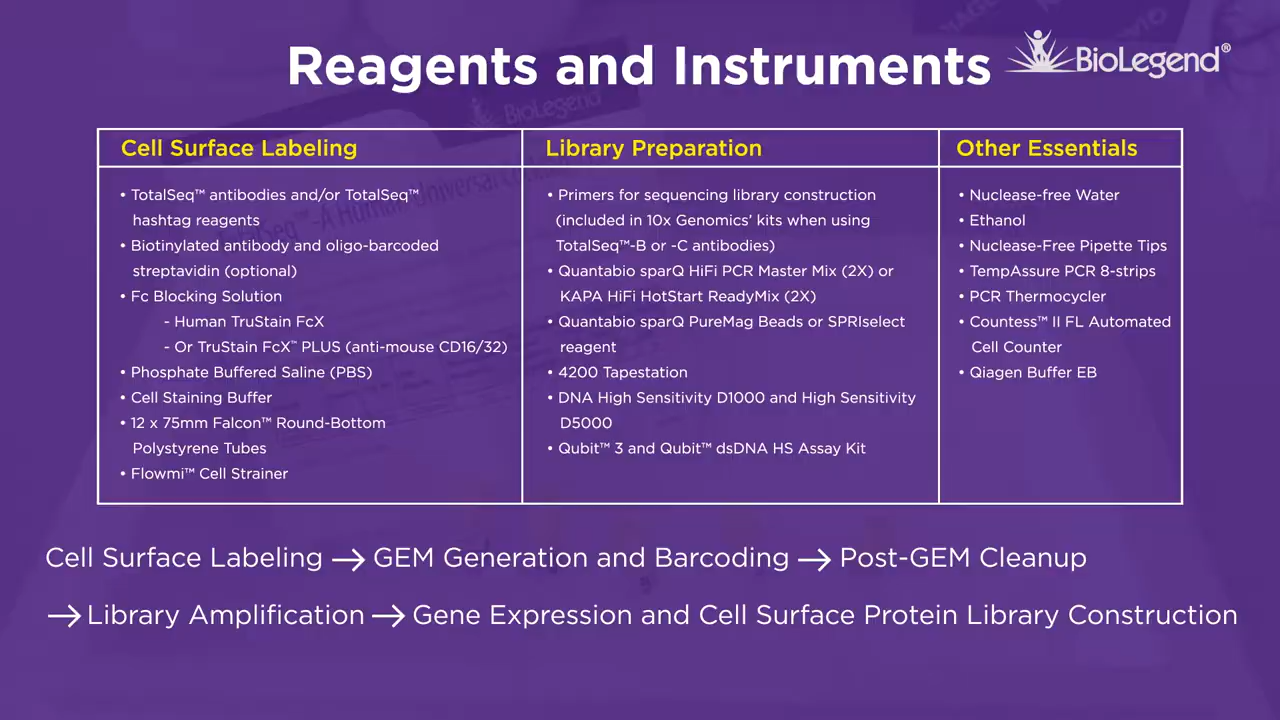 Reagents and Instruments
BioLegend®
Cell Surface Labeling
• TotalSeq™ antibodies and/or TotalSeq™
hashtag reagents
• Biotinylated antibody and oligo-barcoded
streptavidin (optional)
• Fc Blocking Solution
- Human TruStain FcX
- Or TruStain FcX™ PLUS (anti-mouse CD16/32)
• Phosphate Buffered Saline (PBS)
• Cell Staining Buffer
• 12 x 75mm Falcon™ Round-Bottom
Polystyrene Tubes
• Flowmi™ Cell Strainer
Library Preparation
• Primers for sequencing library construction
(included in 10x Genomics' kits when using
TotalSeq™-B or -C antibodies)
• Quantabio sparQ HiFi PCR Master Mix (2X) or
KAPA HiFi HotStart ReadyMix (2X)
• Quantabio sparQ PureMag Beads or SPRIselect
reagent
• 4200 Tapestation
• DNA High Sensitivity D1000 and High Sensitivity
D5000
• Qubit™ 3 and Qubit™ dsDNA HS Assay Kit
Other Essentials
• Nuclease-free Water
• Ethanol
• Nuclease-Free Pipette Tips
• TempAssure PCR 8-strips
• PCR Thermocycler
• Countess™ II FL Automated
Cell Counter
• Qiagen Buffer EB
Cell Surface Labeling → GEM Generation and Barcoding → Post-GEM Cleanup
→ Library Amplification → Gene Expression and Cell Surface Protein Library Construction
BioLegend
TotalSeq™-A Human Universal